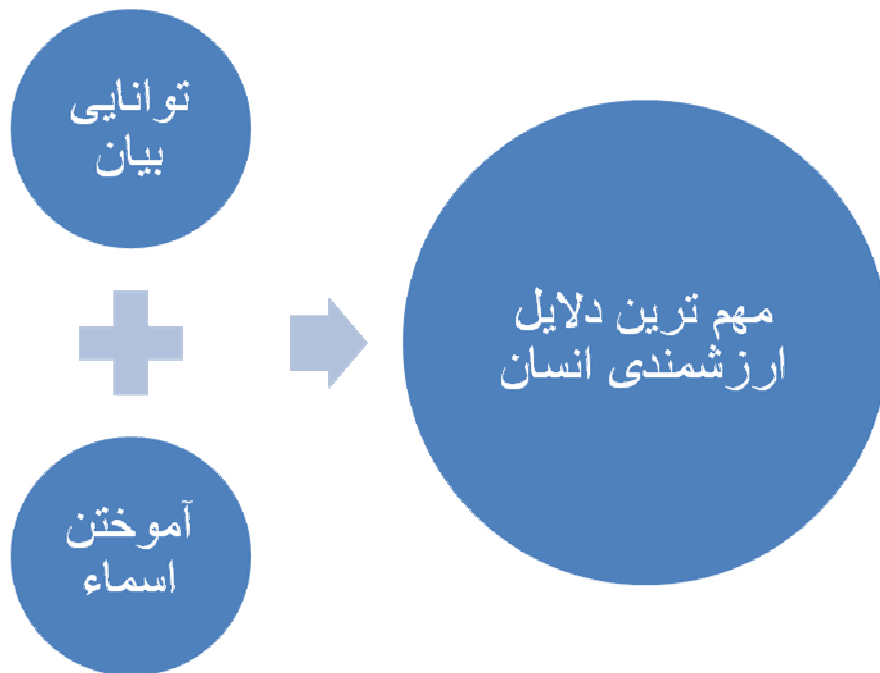 توانایی
بیان
آموختن
اسماء
مهم ترین دلایل
ارزشمندی انسان